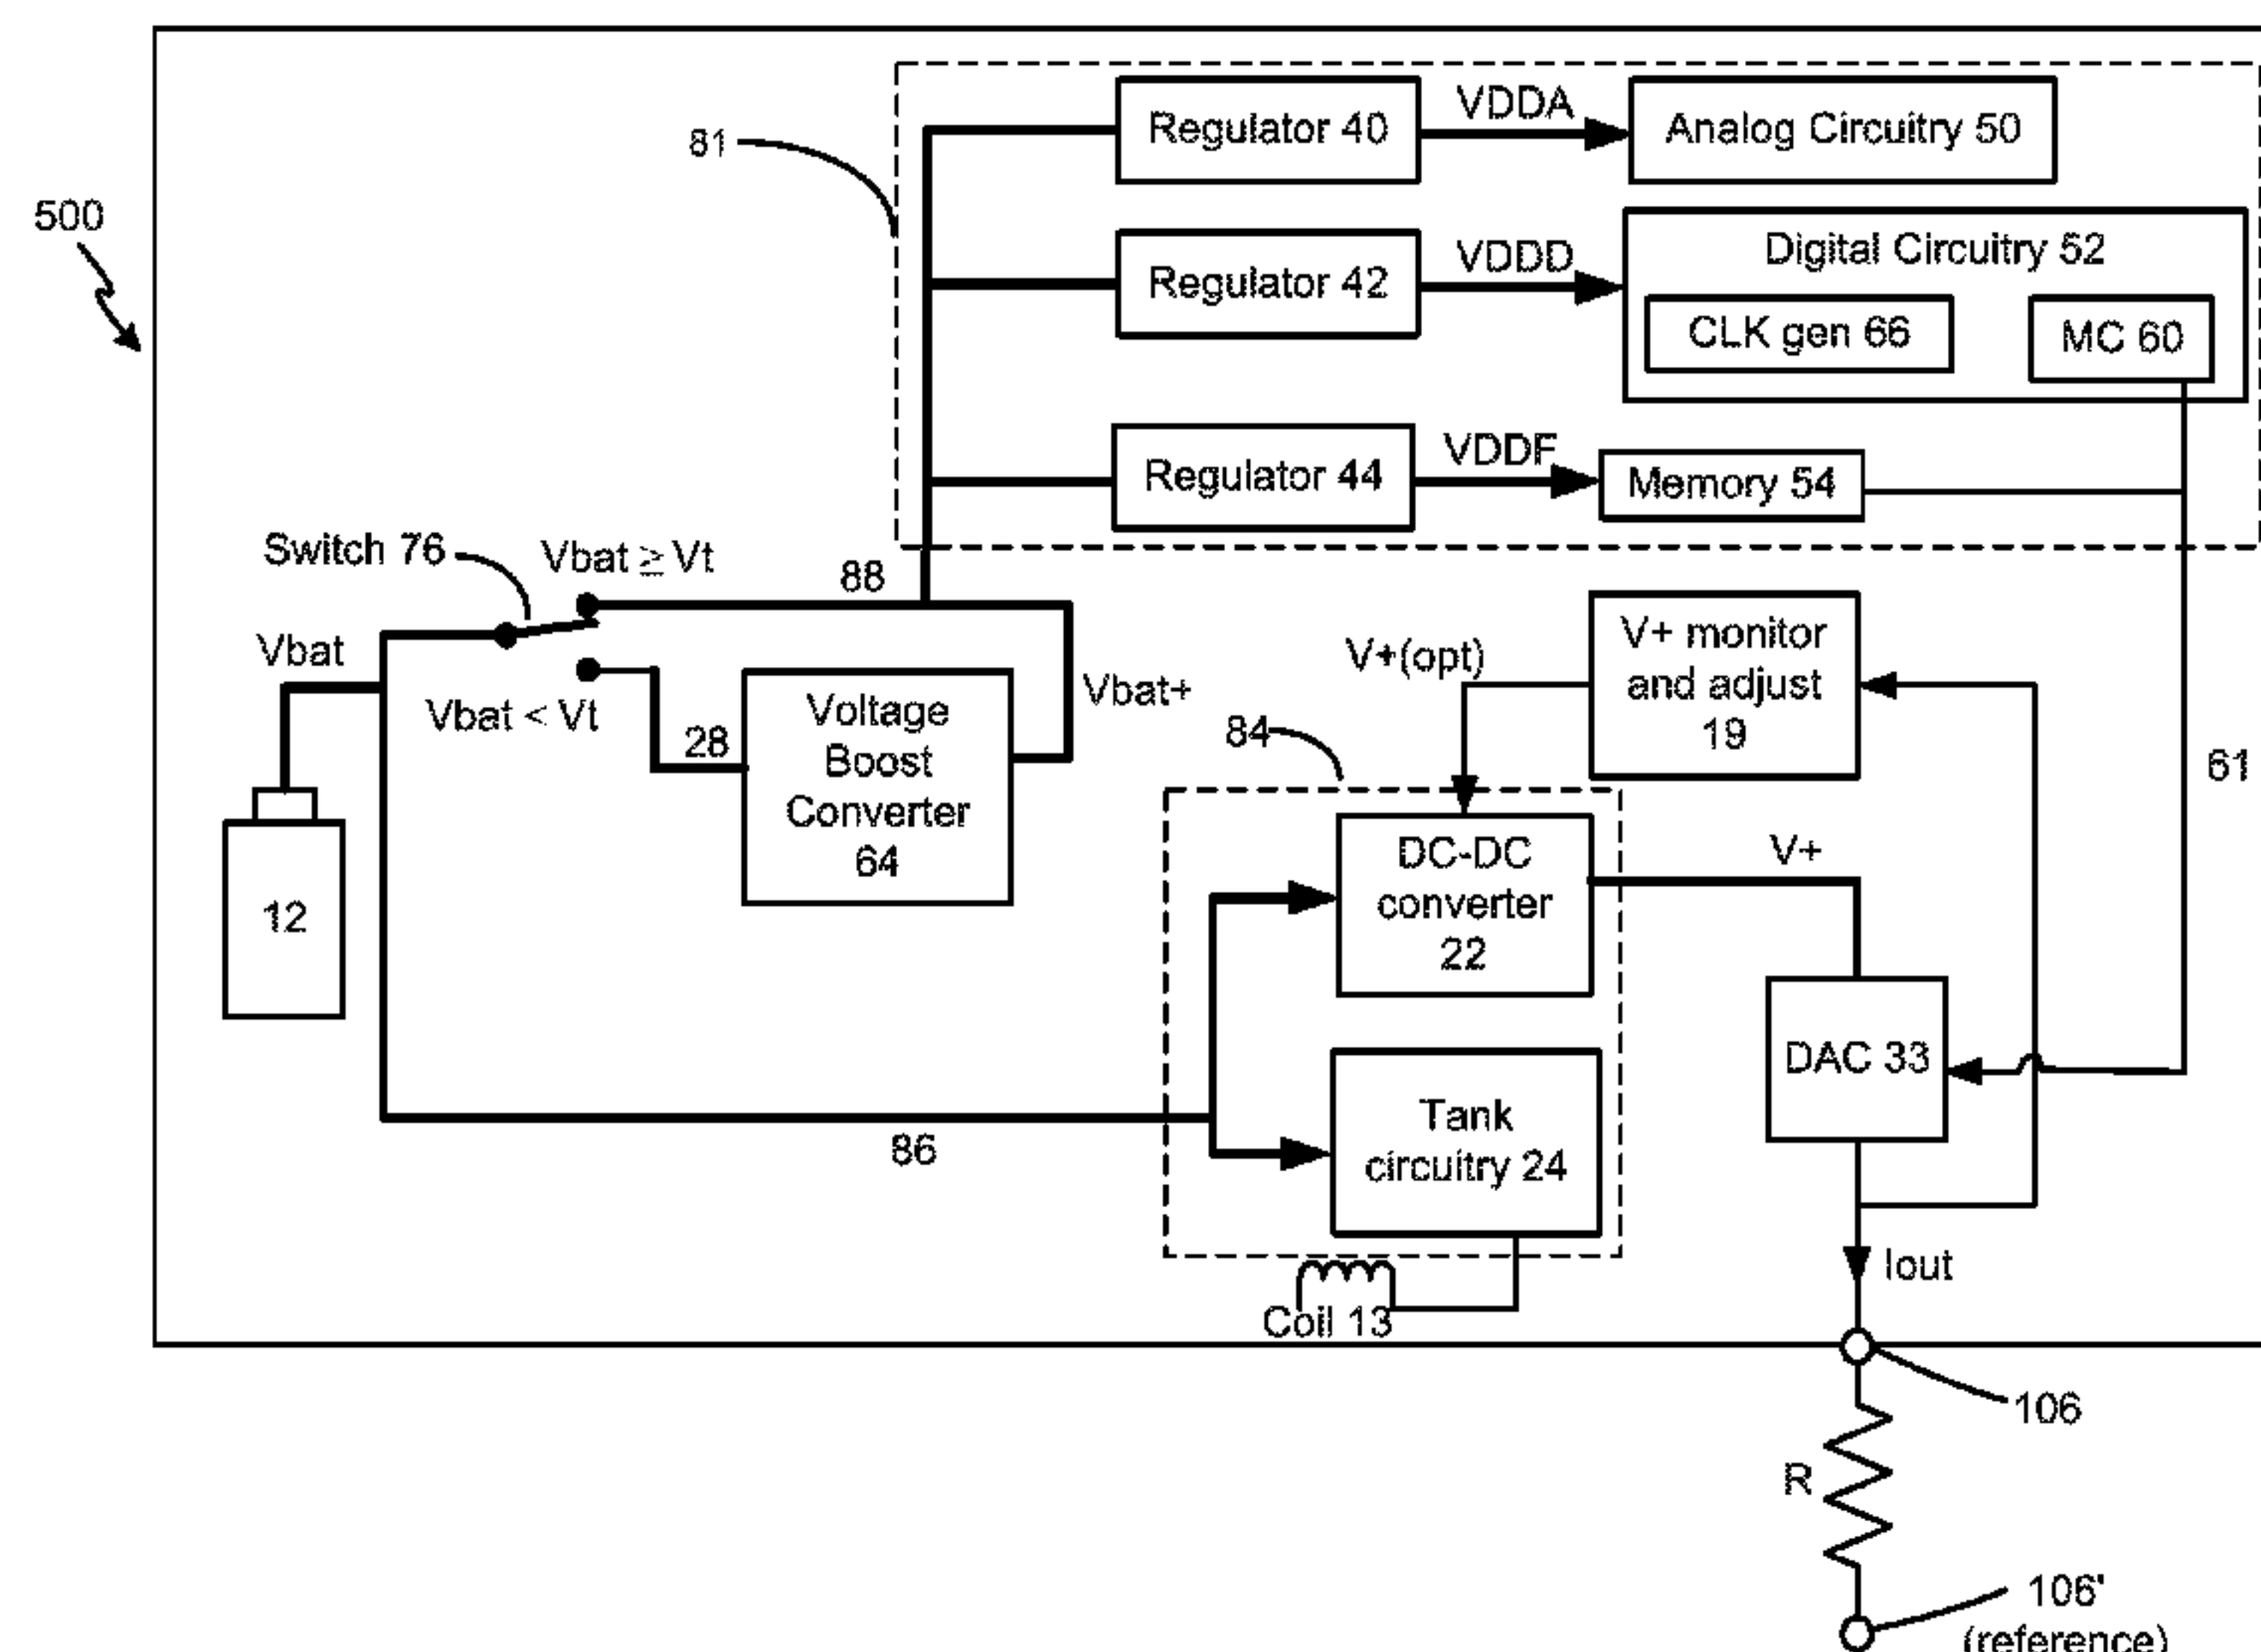 81
Regulator 40
VDDA
Analog Circuitry 50
500
Regulator 42
VDDD
Digital Circuitry 52
CLK gen 66
MC 60
Regulator 44
VDDF
Memory 54
Switch 76
Vbat ≥ Vt
88
Vbat
Vbat < Vt
28
Voltage
Boost
Converter
64
Vbat+
V+(opt)
V+ monitor
and adjust
19
61
84
12
DC-DC
converter
22
V+
DAC 33
86
Tank
circuitry 24
Coil 13
Iout
106
R
106'
(reference)